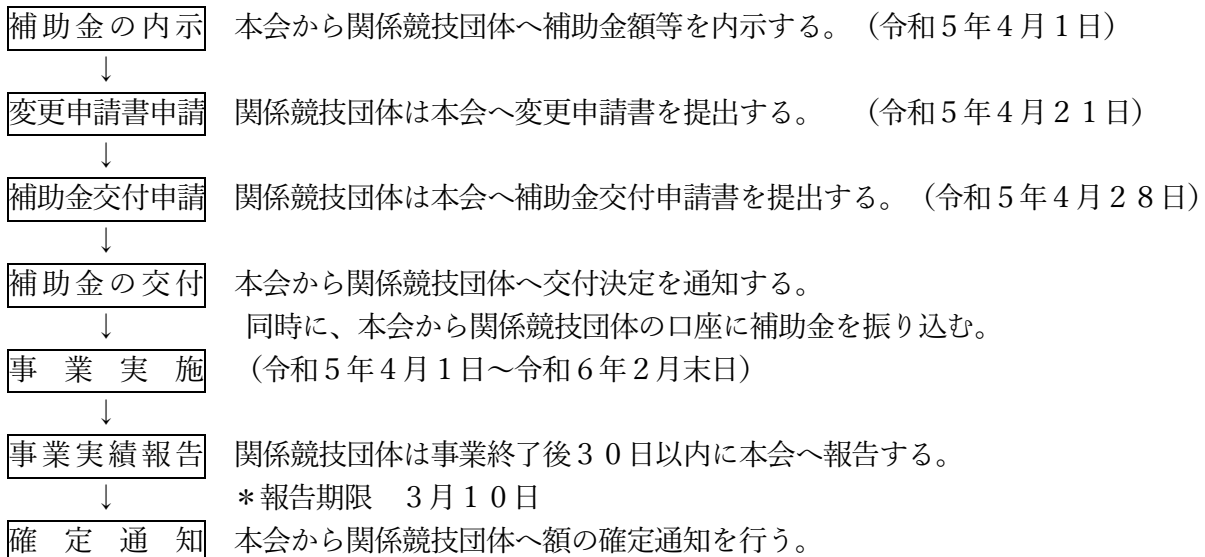 補助金の内示　本会から関係競技団体へ補助金額等を内示する。（令和５年４月１日）
↓
変更申請書申請　関係競技団体は本会へ変更申請書を提出する。　（令和５年４月２１日）
↓
補助金交付申請　関係競技団体は本会へ補助金交付申請書を提出する。（令和５年４月２８日）
↓
補助金の交付　本会から関係競技団体へ交付決定を通知する。
↓　同時に、本会から関係競技団体の口座に補助金を振り込む。
事　業　実　施　（令和５年４月１日～令和６年２月末日）
↓
事業実績報告　関係競技団体は事業終了後３０日以内に本会へ報告する。
↓　＊報告期限　３月１０日
確　定　通　知　本会から関係競技団体へ額の確定通知を行う。